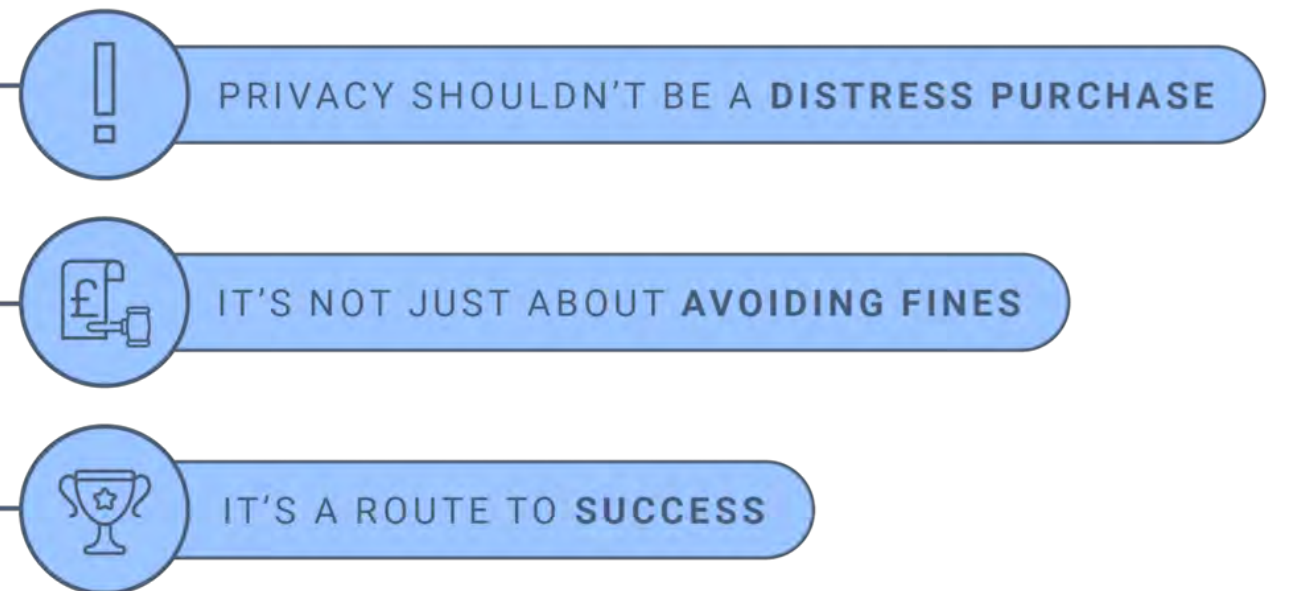 PRIVACY SHOULDN'T BE A DISTRESS PURCHASE
£
IT'S NOT JUST ABOUT AVOIDING FINES
IT'S A ROUTE TO SUCCESS